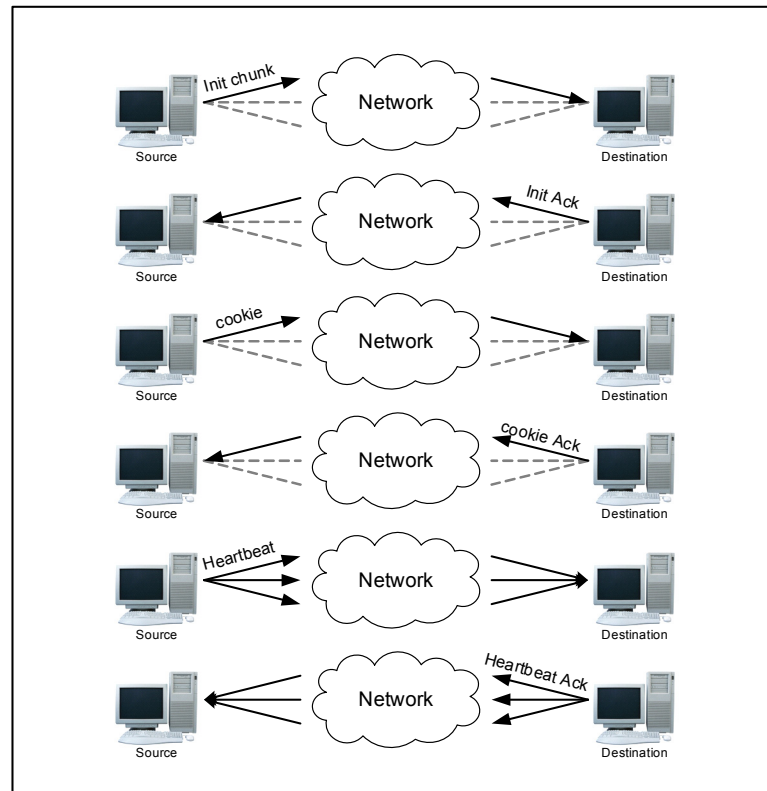 Init chunk
Network
Source
Destination
Init Ack
Network
Source
Destination
cookie
Network
Source
Destination
cookie Ack
Network
Source
Destination
Heartbeat
Network
Source
Destination
Heartbeat Ack
Network
Source
Destination